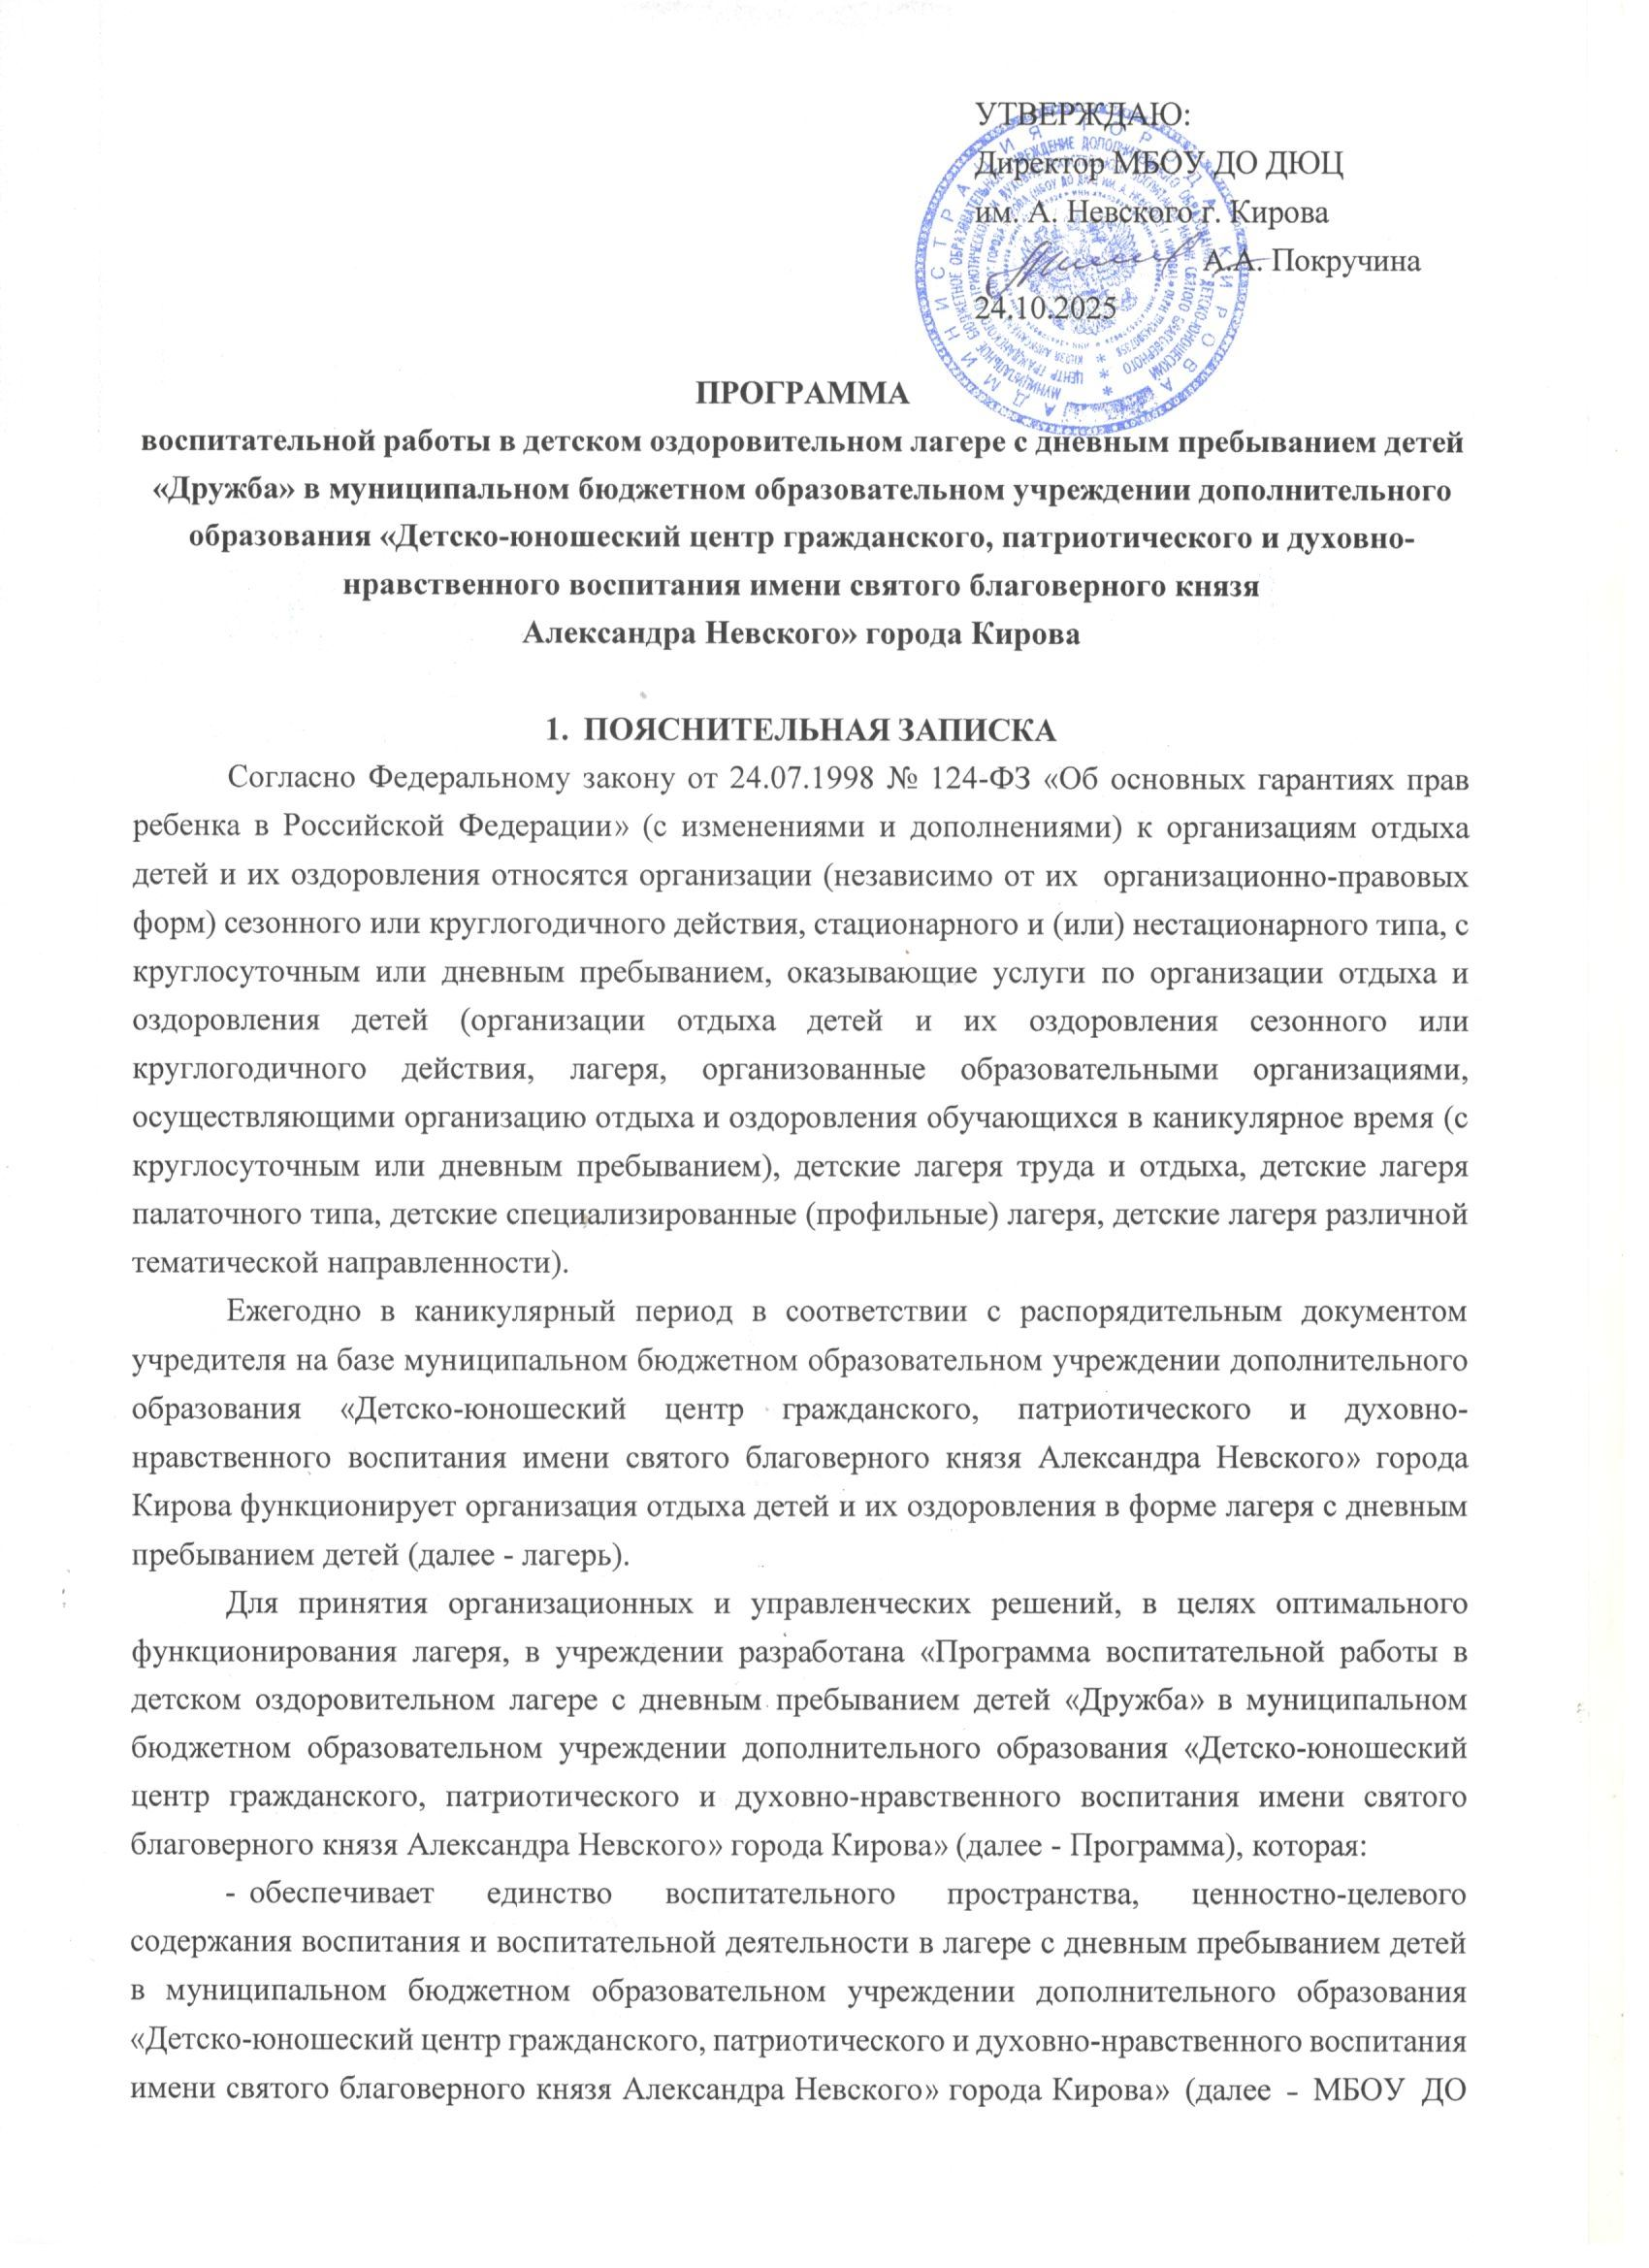 УТВЕРЖДАЮ:
Директор МБОУ ДО ДЮЦ
им. А. Невского г. Кирова
А.А. Покручина
24.10.2025
ПРОГРАММА
воспитательной работы в детском оздоровительном лагере с дневным пребыванием детей
«Дружба» в муниципальном бюджетном образовательном учреждении дополнительного
образования «Детско-юношеский центр гражданского, патриотического и духовно-
нравственного воспитания имени святого благоверного князя
Александра Невского» города Кирова
1. ПОЯСНИТЕЛЬНАЯ ЗАПИСКА
Согласно Федеральному закону от 24.07.1998 № 124-ФЗ «Об основных гарантиях прав
ребенка в Российской Федерации» (с изменениями и дополнениями) к организациям отдыха
детей и их оздоровления относятся организации (независимо от их организационно-правовых
форм) сезонного или круглогодичного действия, стационарного и (или) нестационарного типа, с
круглосуточным или дневным пребыванием, оказывающие услуги по организации отдыха и
оздоровления детей (организации отдыха детей и их оздоровления сезонного или
круглогодичного действия, лагеря, организованные образовательными организациями,
осуществляющими организацию отдыха и оздоровления обучающихся в каникулярное время (с
круглосуточным или дневным пребыванием), детские лагеря труда и отдыха, детские лагеря
палаточного типа, детские специализированные (профильные) лагеря, детские лагеря различной
тематической направленности).
Ежегодно в каникулярный период в соответствии с распорядительным документом
учредителя на базе муниципальном бюджетном образовательном учреждении дополнительного
образования «Детско-юношеский центр гражданского, патриотического и духовно-
нравственного воспитания имени святого благоверного князя Александра Невского» города
Кирова функционирует организация отдыха детей и их оздоровления в форме лагеря с дневным
пребыванием детей (далее - лагерь).
Для принятия организационных и управленческих решений, в целях оптимального
функционирования лагеря, в учреждении разработана «Программа воспитательной работы в
детском оздоровительном лагере с дневным пребыванием детей «Дружба» в муниципальном
бюджетном образовательном учреждении дополнительного образования «Детско-юношеский
центр гражданского, патриотического и духовно-нравственного воспитания имени святого
благоверного князя Александра Невского» города Кирова» (далее - Программа), которая:
- обеспечивает единство воспитательного пространства, ценностно-целевого
содержания воспитания и воспитательной деятельности в лагере с дневным пребыванием детей
в муниципальном бюджетном образовательном учреждении дополнительного образования
«Детско-юношеский центр гражданского, патриотического и духовно-нравственного воспитания
имени святого благоверного князя Александра Невского» города Кирова» (далее - МБОУ ДО